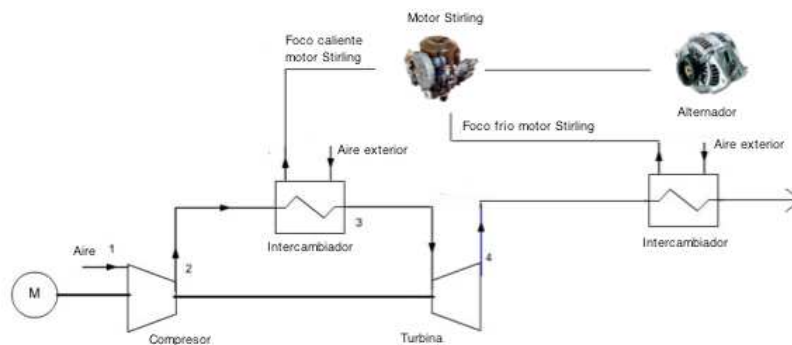 Motor Stirling
Foco caliente
motor Stirling
Alternador
Foco frio motor Stirling
Aire exterior
Aire exterior
3
Intercambiador
Intercambiador
Aire
1
2
4
M
Compresor
Turbina